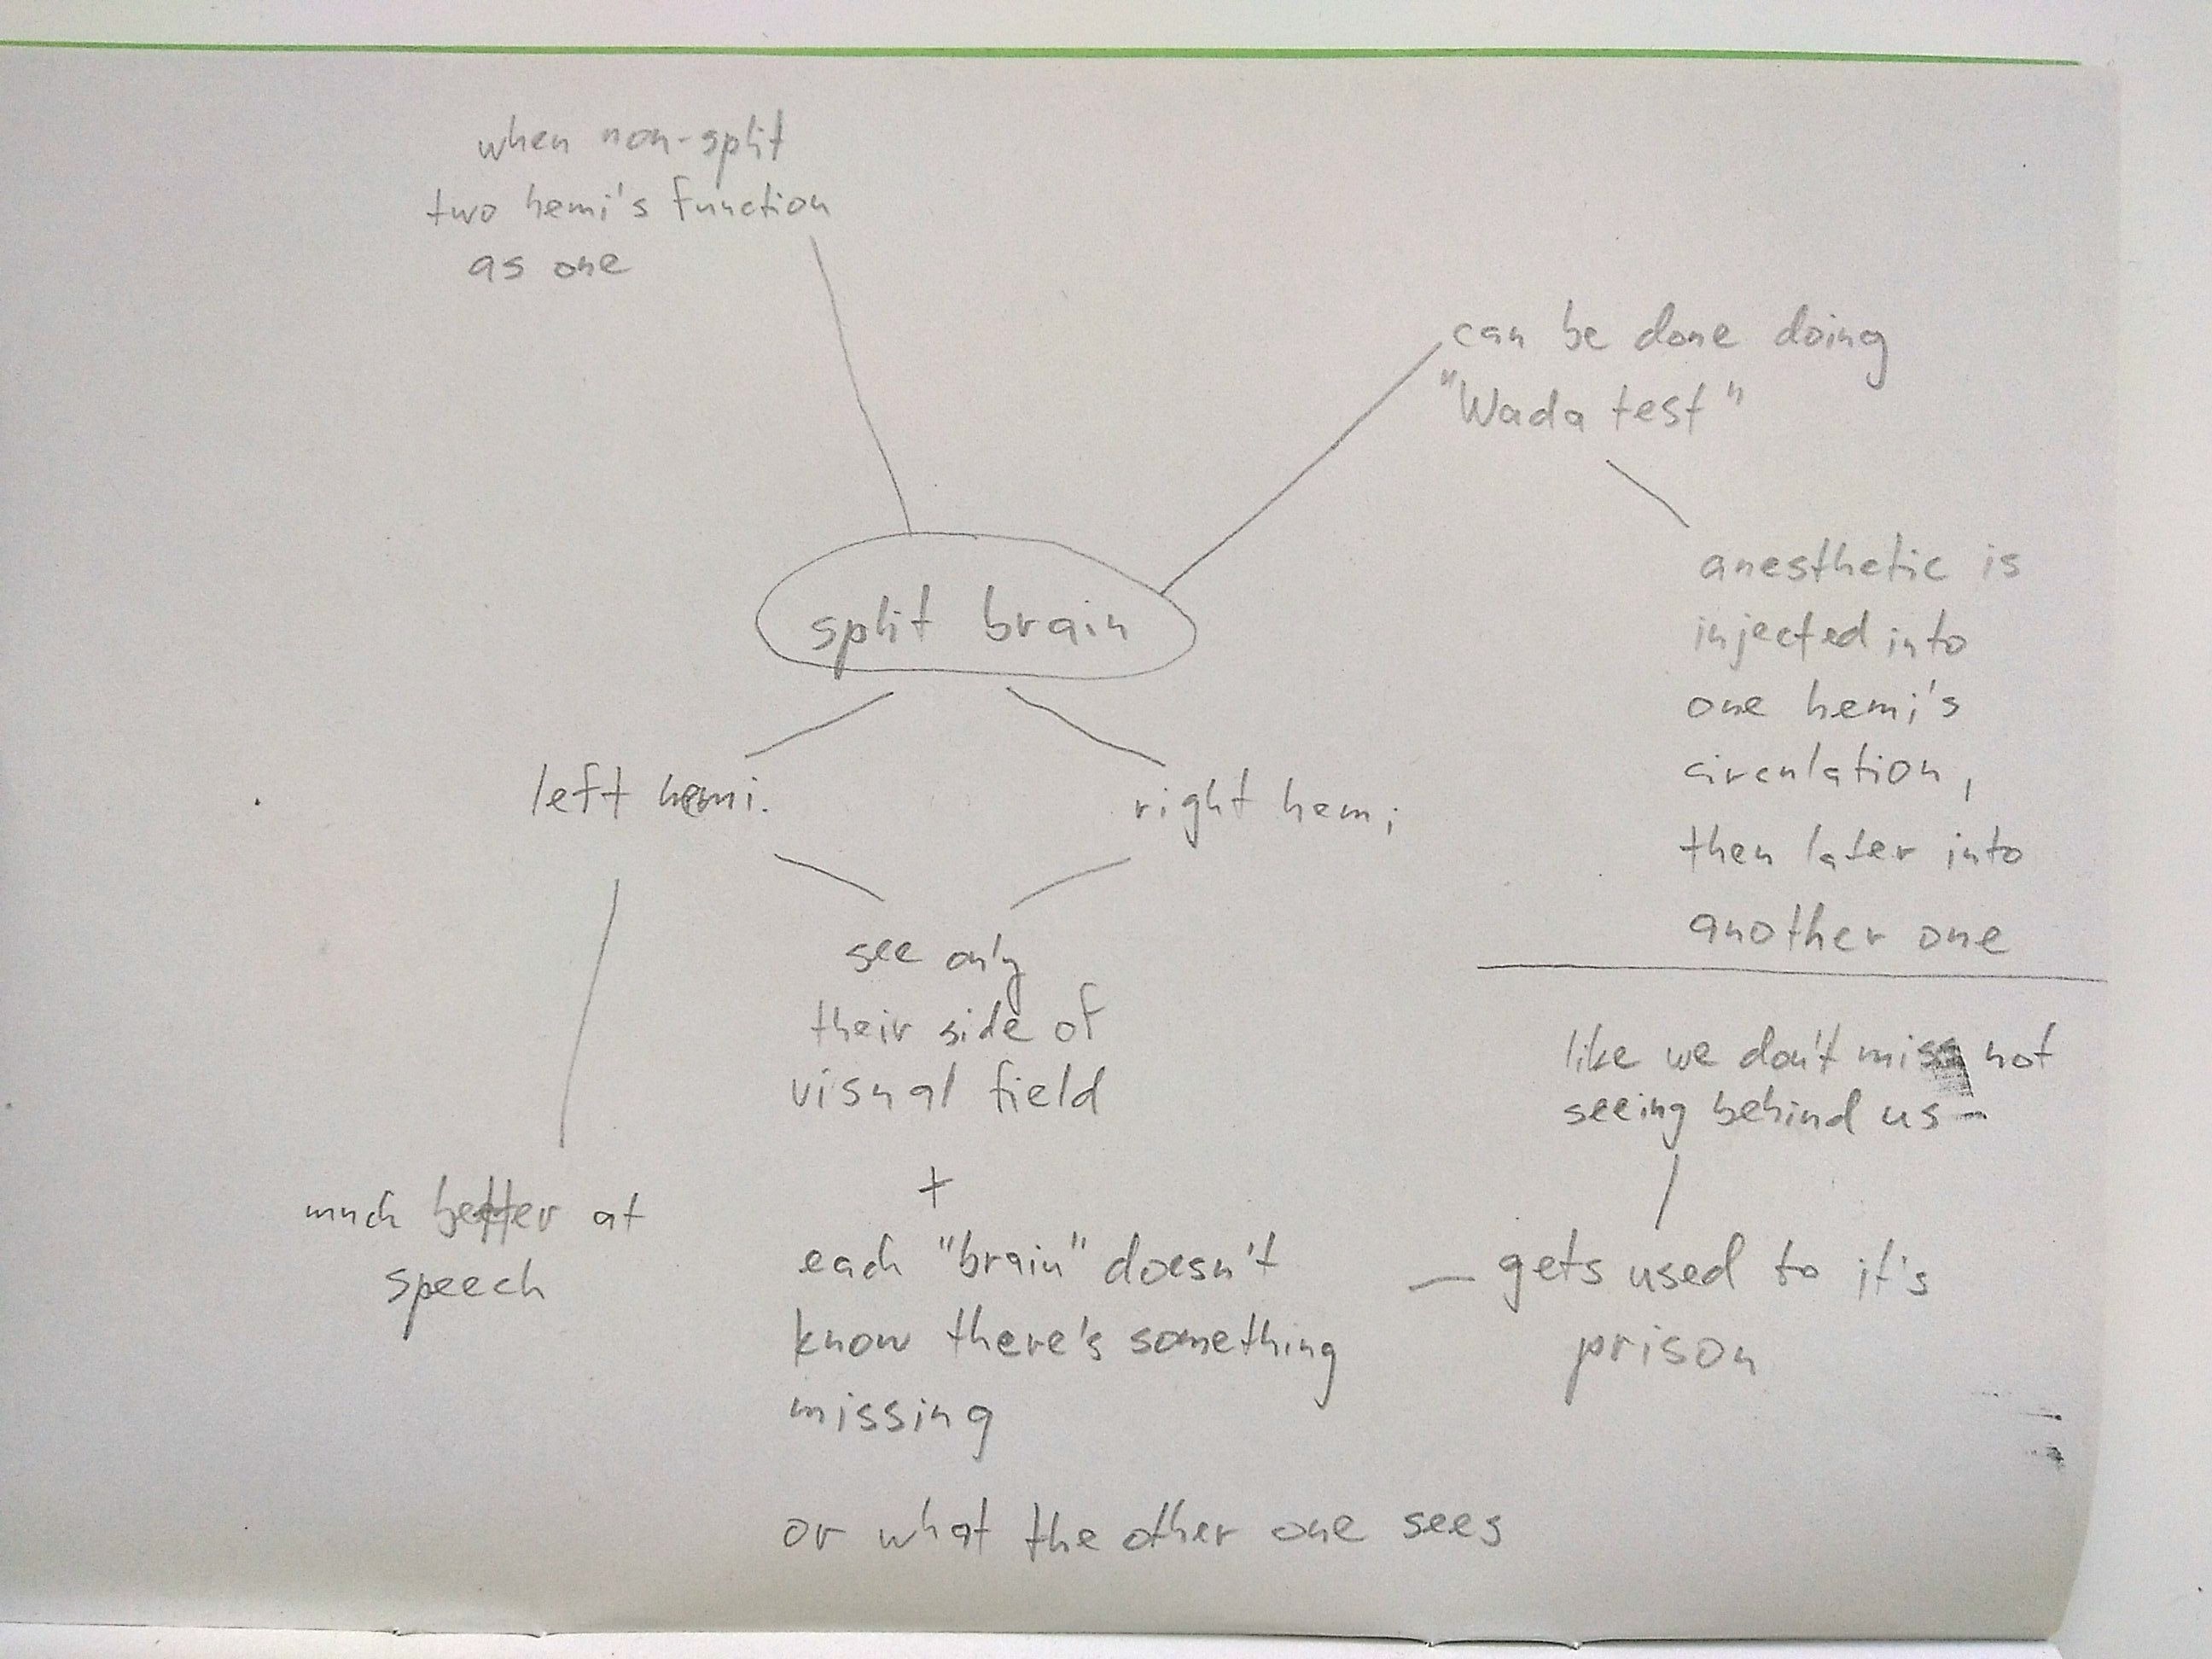 when non-split
two hemi's function
as one
can be done doing
"Wada test"
anesthetic is
injected into
one hemi's
circulation,
then later into
another one
split brain
left hemi.
right hemi
see only
their side of
visual field
+
each "brain" doesn't
know there's something
missing
or what the other one sees
much better at
speech
like we don't miss not
seeing behind us -
- gets used to it's
prison